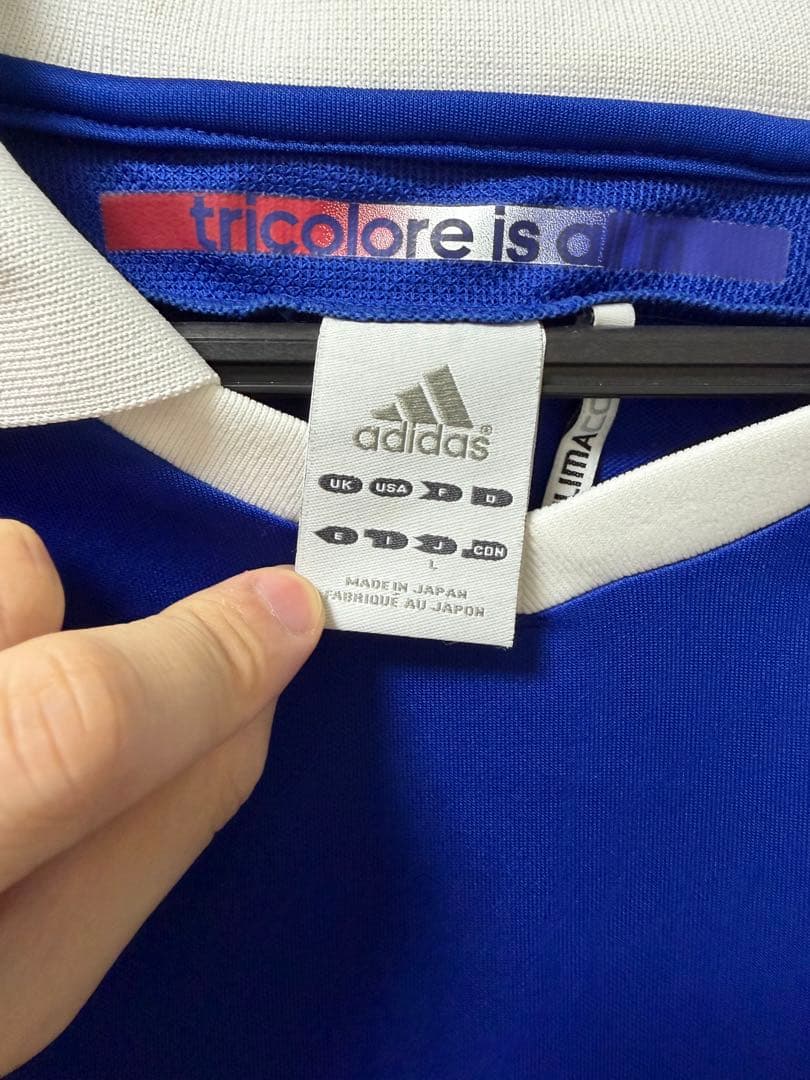 tricolore is
adidas®
UK USA F D
E I J CDN
L
MADE IN JAPAN
FABRIQUÉ AU JAPON